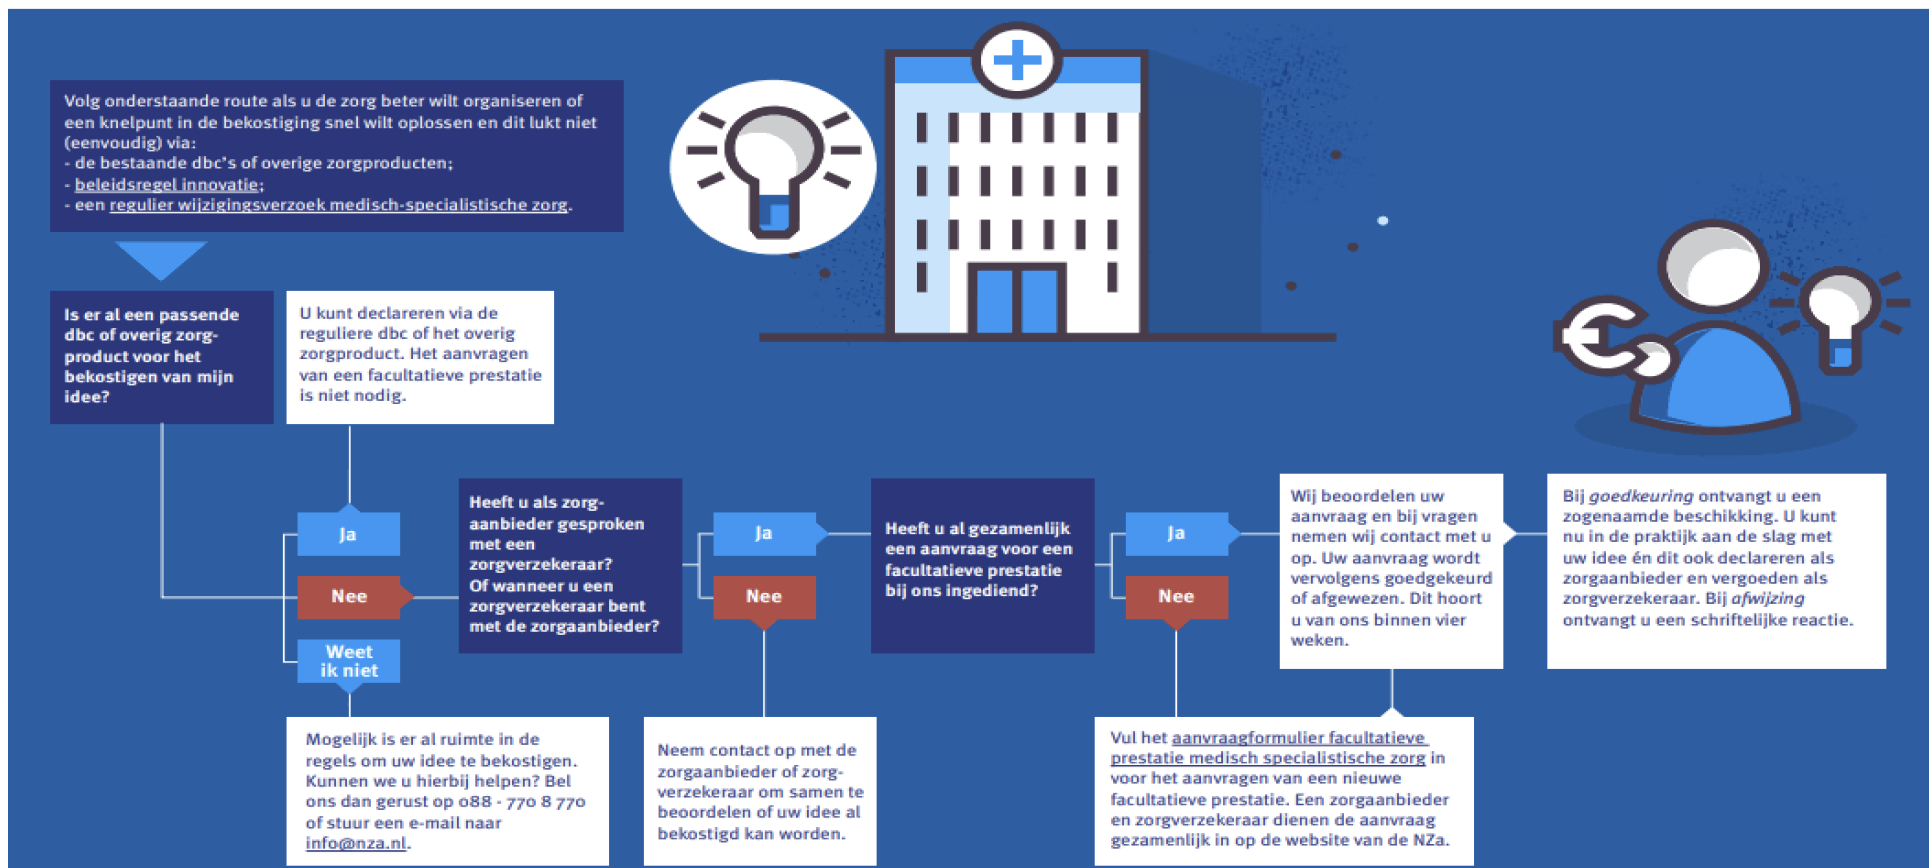 Volg onderstaande route als u de zorg beter wilt organiseren of
een knelpunt in de bekostiging snel wilt oplossen en dit lukt niet
(eenvoudig) via:
- de bestaande dbc's of overige zorgproducten;
- beleidsregel innovatie;
- een regulier wijzigingsverzoek medisch-specialistische zorg.
Is er al een passende
dbc of overig zorg-
product voor het
bekostigen van mijn
idee?
U kunt declareren via de
reguliere dbc of het overig
zorgproduct. Het aanvragen
van een facultatieve prestatie
is niet nodig.
Ja
Nee
Weet
ik niet
Mogelijk is er al ruimte in de
regels om uw idee te bekostigen.
Kunnen we u hierbij helpen? Bel
ons dan gerust op 088 - 770 8 770
of stuur een e-mail naar
info@nza.nl.
Heeft u als zorg-
aanbieder gesproken
met een
zorgverzekeraar?
Of wanneer u een
zorgverzekeraar bent
met de zorgaanbieder?
Ja
Nee
Neem contact op met de
zorgaanbieder of zorg-
verzekeraar om samen te
beoordelen of uw idee al
bekostigd kan worden.
Heeft u al gezamenlijk
een aanvraag voor een
facultatieve prestatie
bij ons ingediend?
Ja
Nee
Vul het aanvraagformulier facultatieve
prestatie medisch specialistische zorg in
voor het aanvragen van een nieuwe
facultatieve prestatie. Een zorgaanbieder
en zorgverzekeraar dienen de aanvraag
gezamenlijk in op de website van de NZa.
Wij beoordelen uw
aanvraag en bij vragen
nemen wij contact met u
op. Uw aanvraag wordt
vervolgens goedgekeurd
of afgewezen. Dit hoort
u van ons binnen vier
weken.
Bij goedkeuring ontvangt u een
zogenaamde beschikking. U kunt
nu in de praktijk aan de slag met
uw idee én dit ook declareren als
zorgaanbieder en vergoeden als
zorgverzekeraar. Bij afwijzing
ontvangt u een schriftelijke reactie.